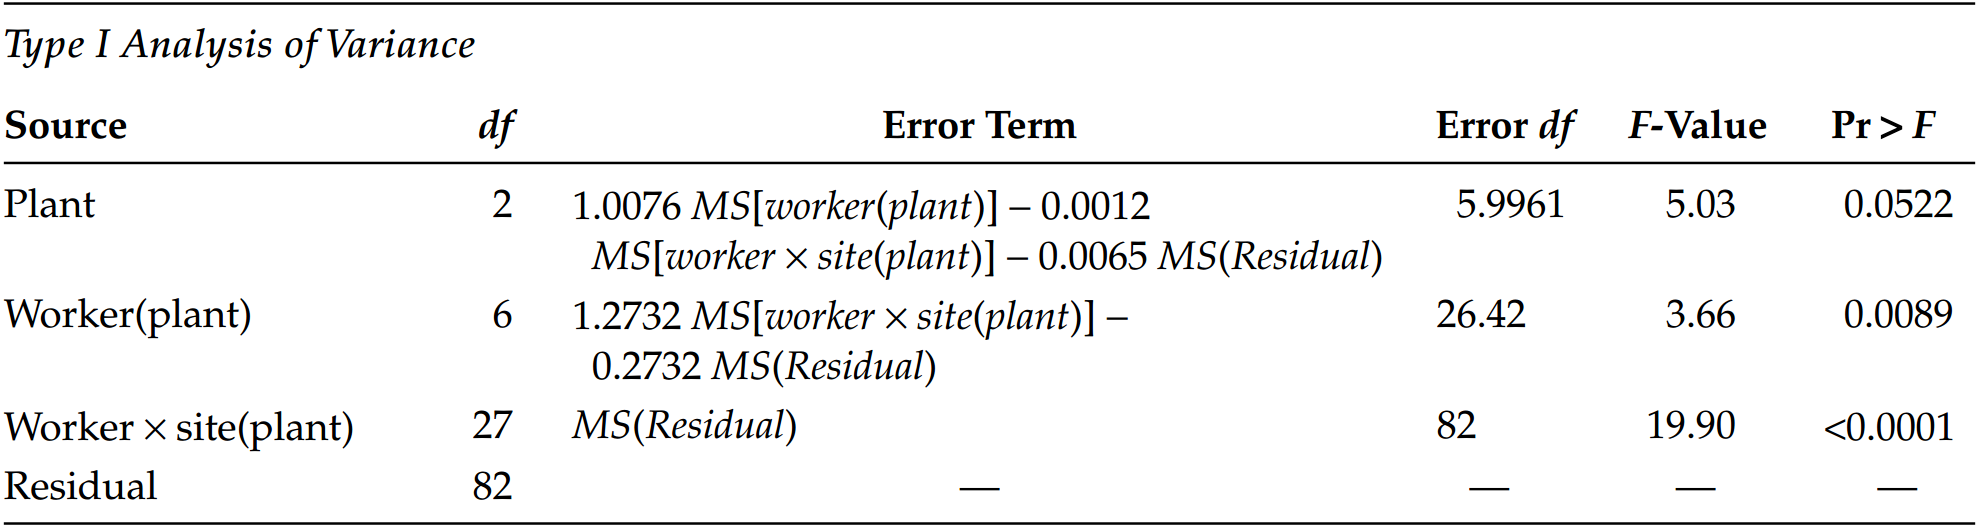 Type I Analysis of Variance
Source df Error Term Error df F-Value Pr > F
Plant 2 1.0076 MS[worker(plant)] − 0.0012 5.9961 5.03 0.0522
MS[worker × site(plant)] − 0.0065 MS(Residual)
Worker(plant) 6 1.2732 MS[worker × site(plant)] − 26.42 3.66 0.0089
0.2732 MS(Residual)
Worker × site(plant) 27 MS(Residual) 82 19.90 <0.0001
Residual 82 — — — —